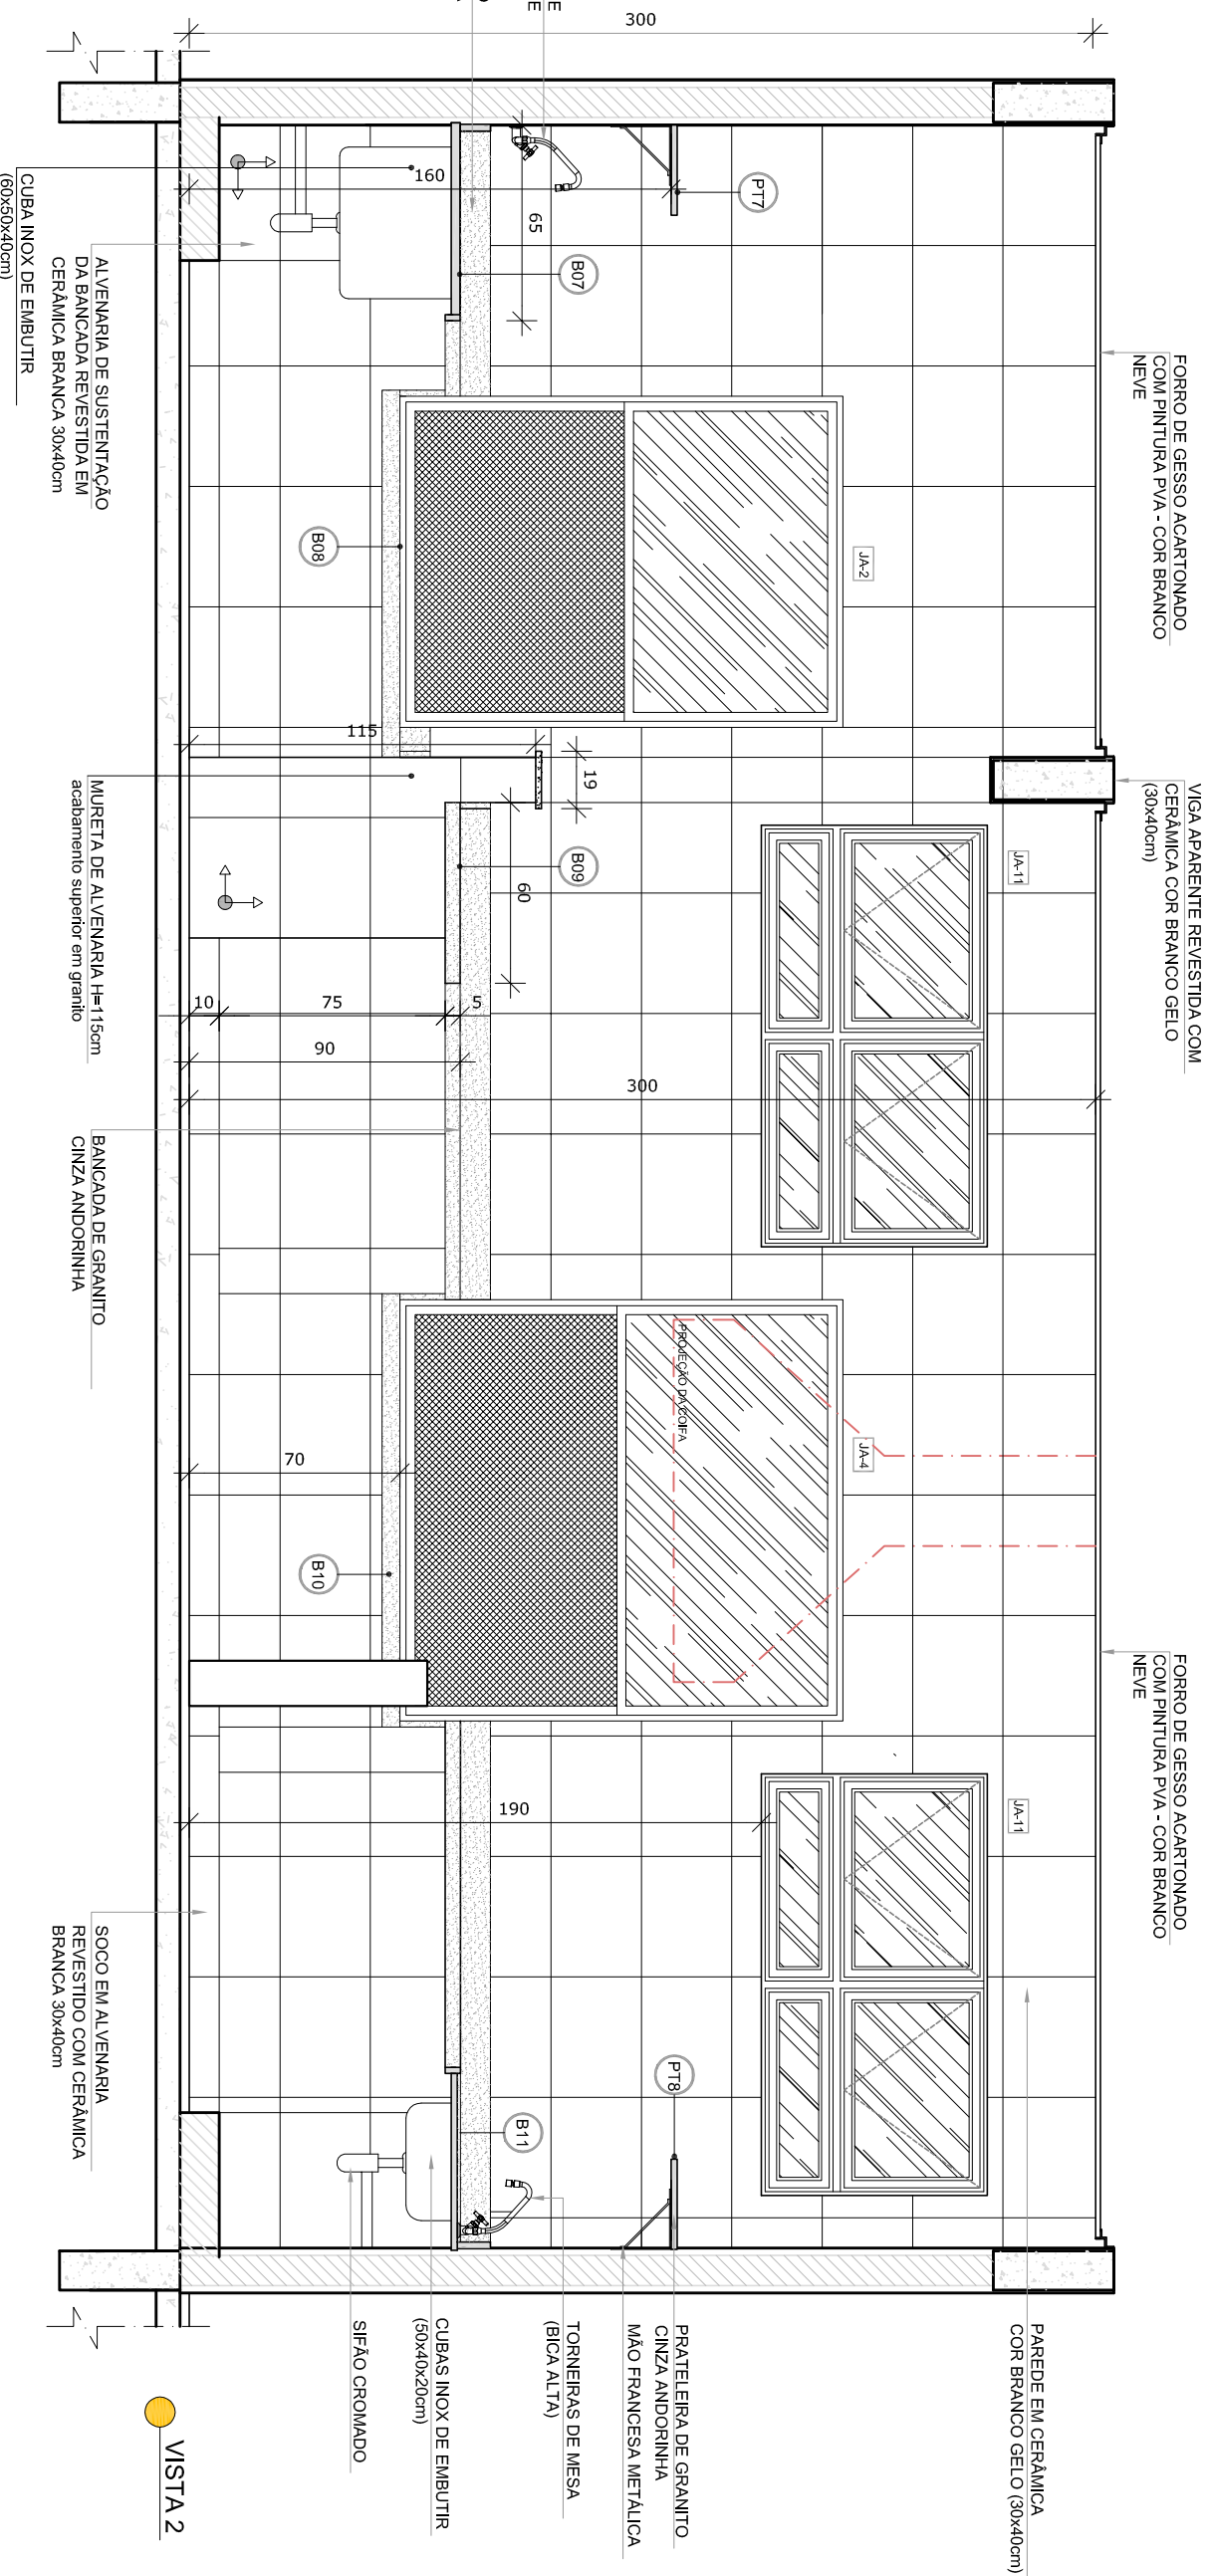 FORRO DE GESSO ACARTONADO
COM PINTURA PVA - COR BRANCO
NEVE
VIGA APARENTE REVESTIDA COM
CERÂMICA COR BRANCO GELO
(30x40cm)
FORRO DE GESSO ACARTONADO
COM PINTURA PVA - COR BRANCO
NEVE
PAREDE EM CERÂMICA
COR BRANCO GELO (30x40cm)
300
PT7
160
65
B07
JA-2
B08
115
19
JA-11
B09
60
10
75
5
90
300
JA-4
PROJEÇÃO DA COIFA
70
B10
JA-11
190
PT8
B11
PRATELEIRA DE GRANITO
CINZA ANDORINHA
MÃO FRANCESA METÁLICA
TORNEIRAS DE MESA
(BICA ALTA)
CUBAS INOX DE EMBUTIR
(50x40x20cm)
SIFÃO CROMADO
CUBA INOX DE EMBUTIR
(60x50x40cm)
ALVENARIA DE SUSTENTAÇÃO
DA BANCADA REVESTIDA EM
CERÂMICA BRANCA 30x40cm
MURETA DE ALVENARIA H=115cm
acabamento superior em granito
BANCADA DE GRANITO
CINZA ANDORINHA
SOCO EM ALVENARIA
REVESTIDO COM CERÂMICA
BRANCA 30x40cm
VISTA 2